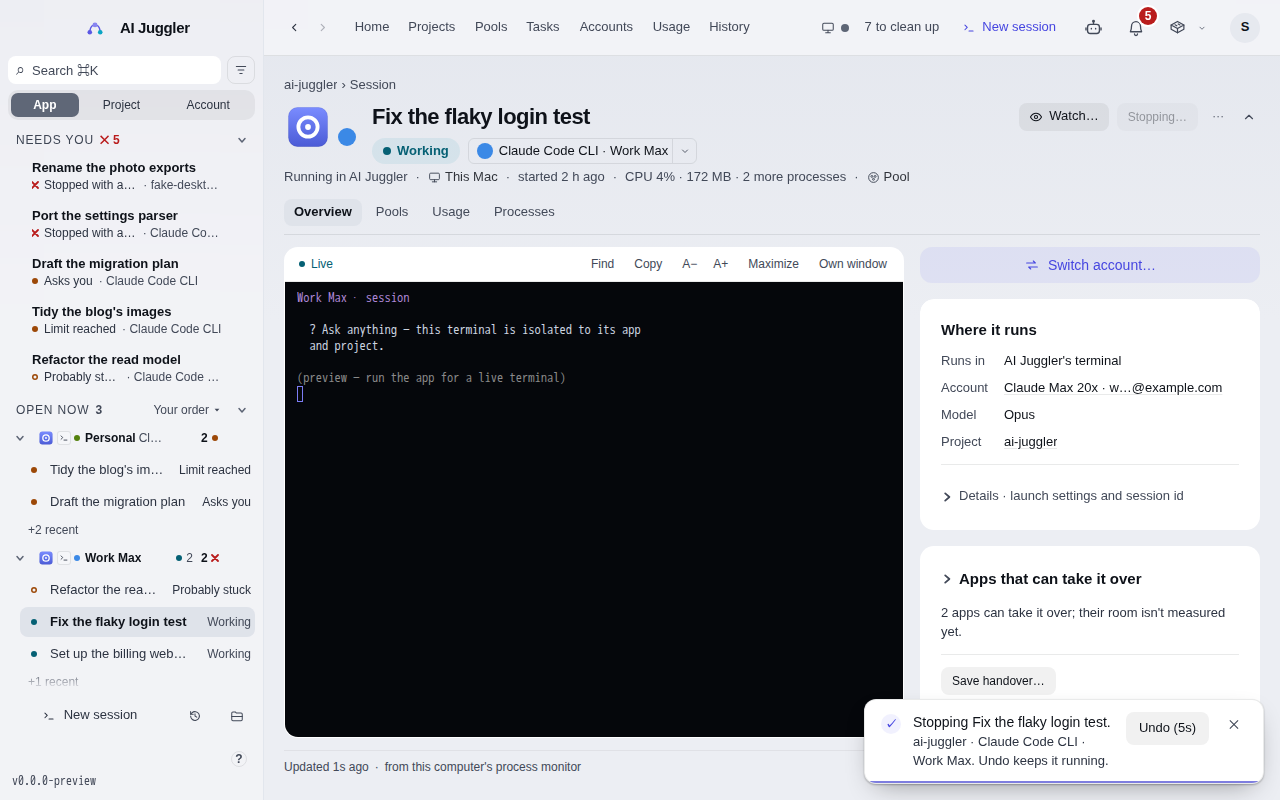 AI Juggler
Search ⌘K
App Project Account
NEEDS YOU 5
Rename the photo exports
Stopped with a… · fake-deskt…
Port the settings parser
Stopped with a… · Claude Co…
Draft the migration plan
Asks you · Claude Code CLI
Tidy the blog's images
Limit reached · Claude Code CLI
Refactor the read model
Probably st… · Claude Code …
OPEN NOW 3 Your order
Personal Cl… 2
Tidy the blog's im… Limit reached
Draft the migration plan Asks you
+2 recent
Work Max 2 2
Refactor the rea… Probably stuck
Fix the flaky login test Working
Set up the billing web… Working
+1 recent
New session
?
v0.0.0-preview
Home Projects Pools Tasks Accounts Usage History
7 to clean up
New session
5
S
ai-juggler › Session
Fix the flaky login test
Watch…
Stopping…
Working
Claude Code CLI · Work Max
Running in AI Juggler · This Mac · started 2 h ago · CPU 4% · 172 MB · 2 more processes · Pool
Overview Pools Usage Processes
Live
Find Copy A− A+ Maximize Own window
Work Max · session
? Ask anything — this terminal is isolated to its app
and project.
(preview — run the app for a live terminal)
Updated 1s ago · from this computer's process monitor
Switch account…
Where it runs
Runs in AI Juggler's terminal
Account Claude Max 20x · w…@example.com
Model Opus
Project ai-juggler
Details · launch settings and session id
Apps that can take it over
2 apps can take it over; their room isn't measured
yet.
Save handover…
Stopping Fix the flaky login test.
ai-juggler · Claude Code CLI ·
Work Max. Undo keeps it running.
Undo (5s)